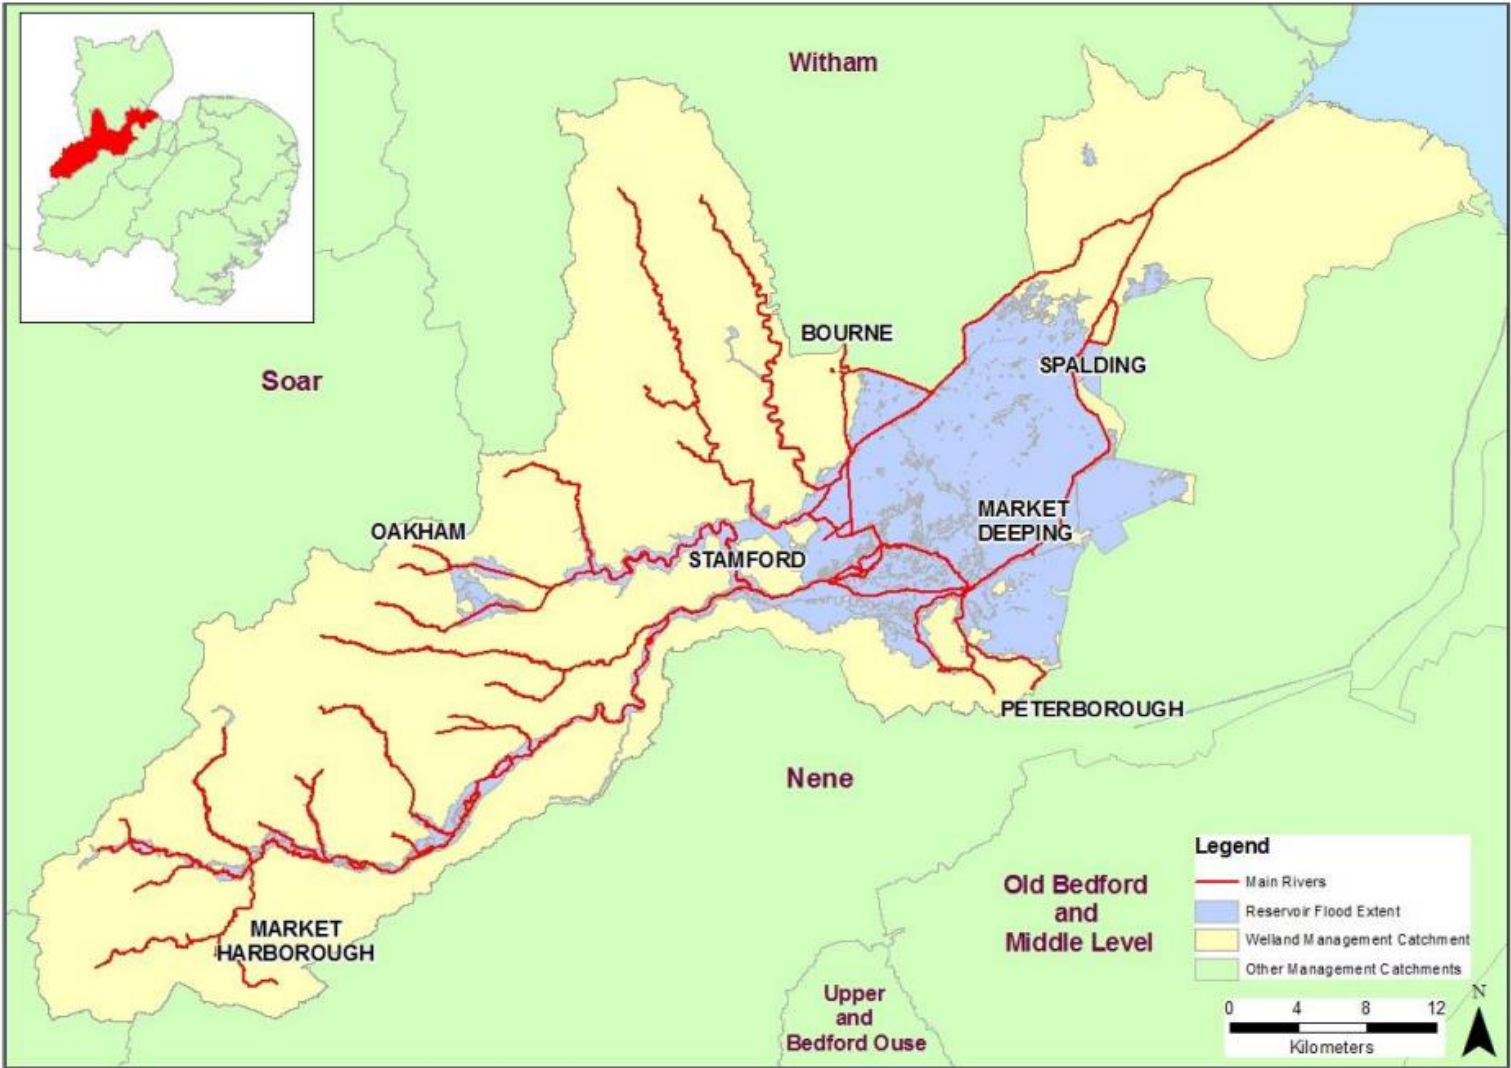 Witham
BOURNE
Soar
SPALDING
MARKET
DEEPING
OAKHAM
STAMFORD
PETERBOROUGH
Nene
MARKET
HARBOROUGH
Old Bedford
and
Middle Level
Upper
and
Bedford Ouse
Legend
Main Rivers
Reservoir Flood Extent
Welland Management Catchment
Other Management Catchments
N
0 4 8 12
Kilometers